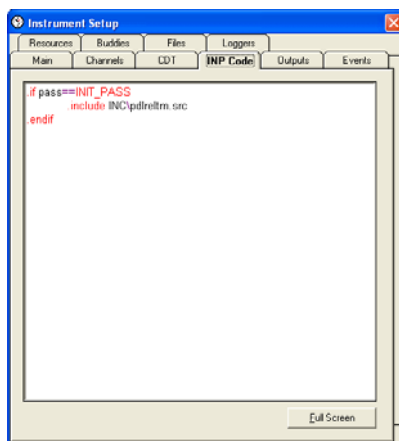 Instrument Setup
Resources Buddies Files Loggers
Main Channels CDT INP Code Outputs Events
.if pass==INIT_PASS
.include INC\pdlreltm.src
.endif
Full Screen